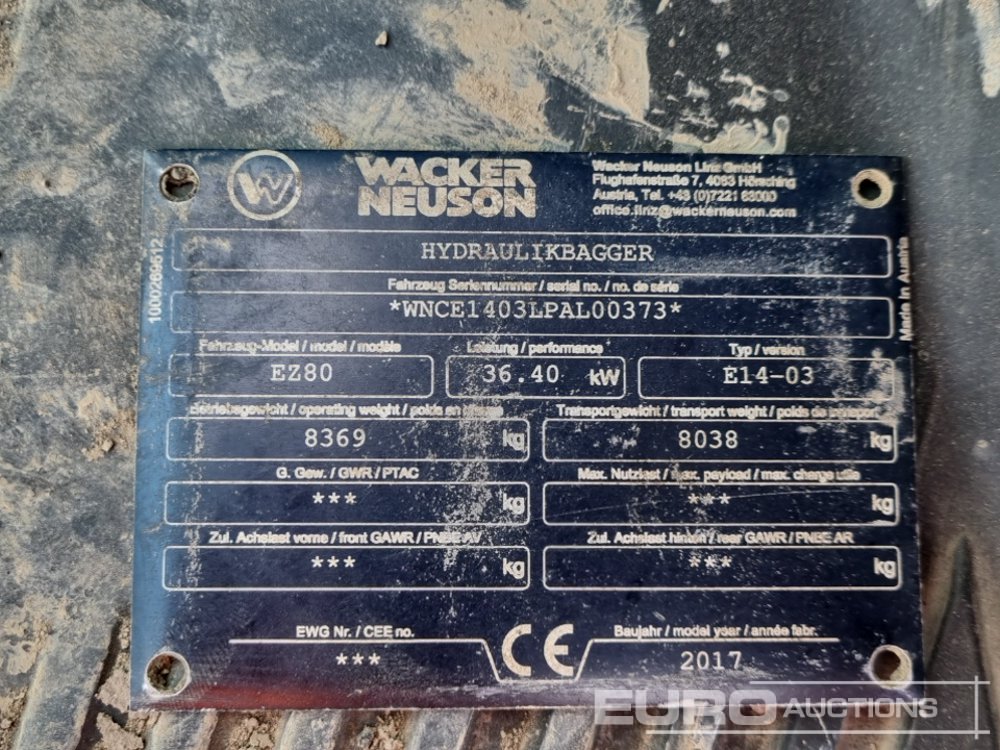 WACKER
NEUSON
Wacker Neuson Linz GmbH
Flughafenstraße 7, 4063 Hörsching
Austria, Tel. +43 (0)7221 63000
office.linz@wackerneuson.com
1000289612
Made in Austria
HYDRAULIKBAGGER
Fahrzeug Seriennummer / serial no. / no. de série
*WNCE1403LPAL00373*
Fahrzeug-Model / model / modèle
Leistung / performance
Typ / version
EZ80
36.40 kW
E14-03
Betriebsgewicht / operating weight / poids en charge
Transportgewicht / transport weight / poids de transport
8369 kg
8038 kg
G. Gew. / GWR / PTAC
Max. Nutzlast / max. payload / max. charge utile
*** kg
*** kg
Zul. Achslast vorne / front GAWR / PNBE AV
Zul. Achslast hinten / rear GAWR / PNBE AR
*** kg
*** kg
EWG Nr. / CEE no.
CE
Baujahr / model year / année fabr.
***
2017
EURO AUCTIONS